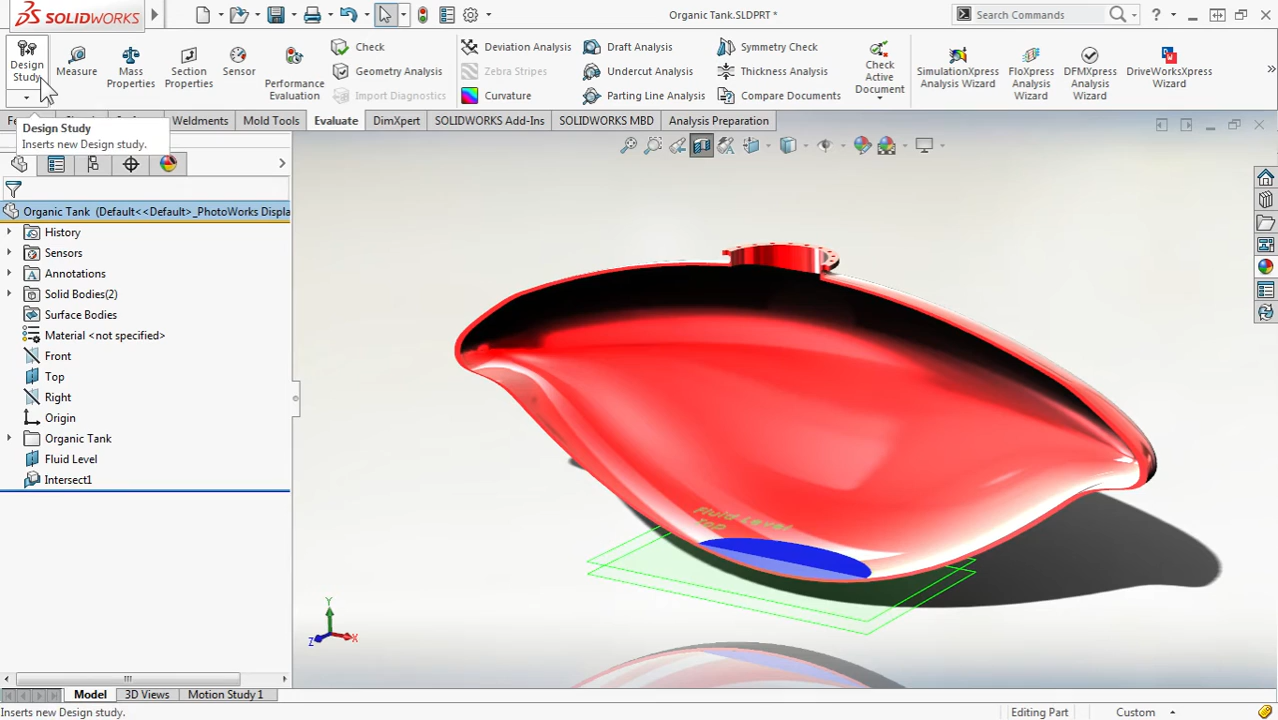 SOLIDWORKS
Organic Tank.SLDPRT *
Search Commands
?
Design
Study
Measure
Mass
Properties
Section
Properties
Sensor
Performance
Evaluation
Check
Geometry Analysis
Import Diagnostics
Deviation Analysis
Zebra Stripes
Curvature
Draft Analysis
Undercut Analysis
Parting Line Analysis
Symmetry Check
Thickness Analysis
Compare Documents
Check
Active
Document
SimulationXpress
Analysis Wizard
FloXpress
Analysis
Wizard
DFMXpress
Analysis
Wizard
DriveWorksXpress
Wizard
Weldments
Mold Tools
Evaluate
DimXpert
SOLIDWORKS Add-Ins
SOLIDWORKS MBD
Analysis Preparation
Design Study
Inserts new Design study.
Organic Tank (Default<<Default>_PhotoWorks Displa
History
Sensors
Annotations
Solid Bodies(2)
Surface Bodies
Material <not specified>
Front
Top
Right
Origin
Organic Tank
Fluid Level
Intersect1
Fluid Level
Top
Y
Z
X
Model
3D Views
Motion Study 1
Inserts new Design study.
Editing Part
Custom